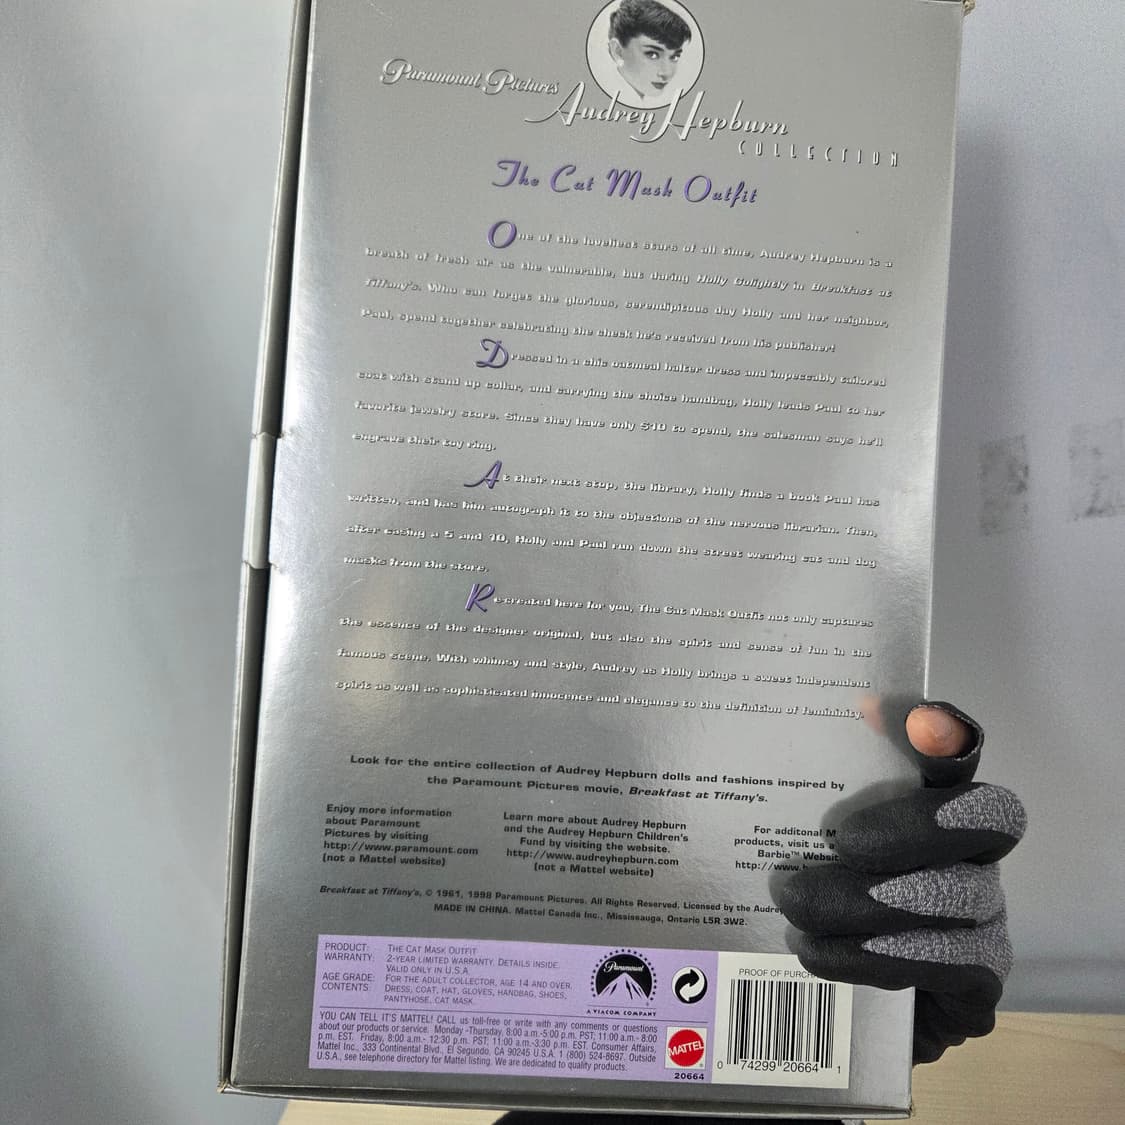 Paramount Pictures
Audrey Hepburn
COLLECTION
The Cat Mask Outfit
One of the loveliest stars of all time, Audrey Hepburn is a
breath of fresh air as the vulnerable, but daring Holly Golightly in Breakfast at
Tiffany's. Who can forget the glorious, serendipitous day Holly and her neighbor,
Paul, spend together celebrating the check he's received from his publisher!
Dressed in a chic oatmeal halter dress and impeccably tailored
coat with stand up collar, and carrying the choice handbag, Holly leads Paul to her
favorite jewelry store. Since they have only $10 to spend, the salesman says he'll
engrave their toy ring.
At their next stop, the library, Holly finds a book Paul has
written, and has him autograph it to the objections of the nervous librarian. Then,
after casing a 5 and 10, Holly and Paul run down the street wearing cat and dog
masks from the store.
Re-created here for you, The Cat Mask Outfit not only captures
the essence of the designer original, but also the spirit and sense of fun in the
famous scene. With whimsy and style, Audrey as Holly brings a sweet independent
spirit as well as sophisticated innocence and elegance to the definition of femininity.
Look for the entire collection of Audrey Hepburn dolls and fashions inspired by
the Paramount Pictures movie, Breakfast at Tiffany's.
Enjoy more information
about Paramount
Pictures by visiting
http://www.paramount.com
(not a Mattel website)
Learn more about Audrey Hepburn
and the Audrey Hepburn Children's
Fund by visiting the website.
http://www.audreyhepburn.com
(not a Mattel website)
For additonal M
products, visit us a
Barbie™ Websit
http://www.b
Breakfast at Tiffany's, © 1961, 1998 Paramount Pictures. All Rights Reserved. Licensed by the Audrey
MADE IN CHINA. Mattel Canada Inc., Mississauga, Ontario L5R 3W2.
PRODUCT: THE CAT MASK OUTFIT
WARRANTY: 2-YEAR LIMITED WARRANTY. DETAILS INSIDE.
VALID ONLY IN U.S.A.
AGE GRADE: FOR THE ADULT COLLECTOR, AGE 14 AND OVER.
CONTENTS: DRESS, COAT, HAT, GLOVES, HANDBAG, SHOES,
PANTYHOSE, CAT MASK.
YOU CAN TELL IT'S MATTEL! CALL us toll-free or write with any comments or questions
about our products or service. Monday -Thursday, 8:00 a.m.-5:00 p.m. PST; 11:00 a.m.- 8:00
p.m. EST. Friday, 8:00 a.m.- 12:30 p.m. PST; 11:00 a.m.-3:30 p.m. EST. Consumer Affairs,
Mattel Inc., 333 Continental Blvd., El Segundo, CA 90245 U.S.A. 1 (800) 524-8697. Outside
U.S.A., see telephone directory for Mattel listing. We are dedicated to quality products.
Paramount
A VIACOM COMPANY
MATTEL
20664
PROOF OF PURCH
0 74299 20664 1